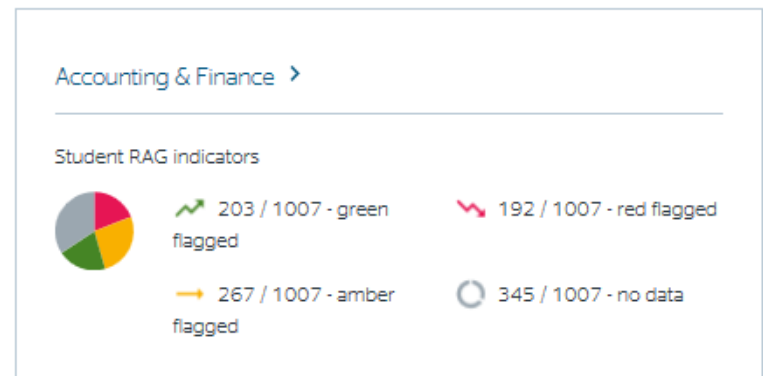 Accounting & Finance >
Student RAG indicators
203 / 1007 - green
flagged
192 / 1007 - red flagged
267 / 1007 - amber
flagged
345 / 1007 - no data